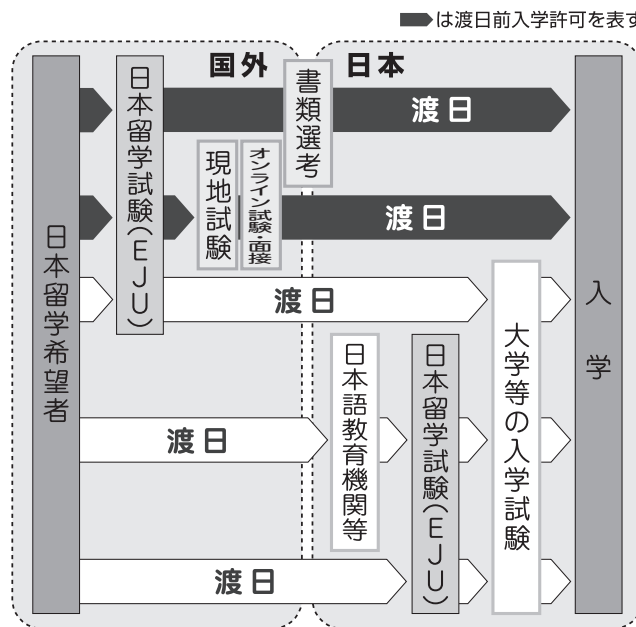 は渡日前入学許可を表す
国外
日本
日本留学希望者
日本留学試験(EJU)
書類選考
渡日
現地試験
オンライン試験・面接
渡日
渡日
大学等の入学試験
入学
日本語教育機関等
日本留学試験(EJU)
渡日
渡日